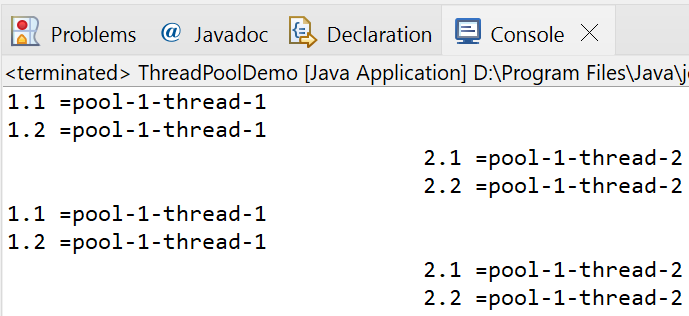 Problems @ Javadoc Declaration Console
<terminated> ThreadPoolDemo [Java Application] D:\Program Files\Java\j
1.1 =pool-1-thread-1
1.2 =pool-1-thread-1
2.1 =pool-1-thread-2
2.2 =pool-1-thread-2
1.1 =pool-1-thread-1
1.2 =pool-1-thread-1
2.1 =pool-1-thread-2
2.2 =pool-1-thread-2